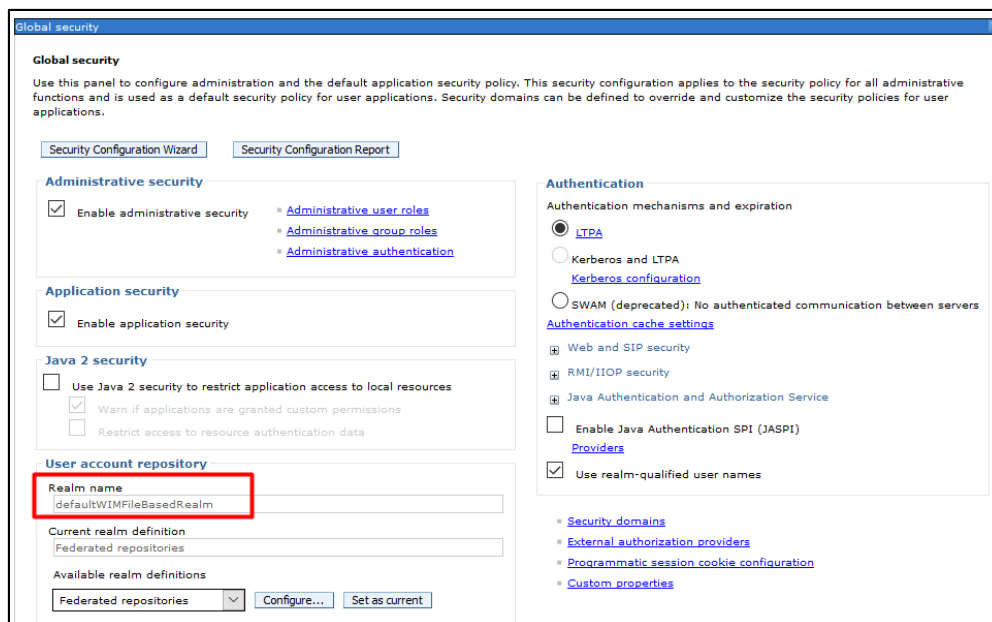 Global security
Global security
Use this panel to configure administration and the default application security policy. This security configuration applies to the security policy for all administrative
functions and is used as a default security policy for user applications. Security domains can be defined to override and customize the security policies for user
applications.
Security Configuration Wizard
Security Configuration Report
Administrative security
Enable administrative security
Administrative user roles
Administrative group roles
Administrative authentication
Application security
Enable application security
Java 2 security
Use Java 2 security to restrict application access to local resources
Warn if applications are granted custom permissions
Restrict access to resource authentication data
User account repository
Realm name
defaultWIMFileBasedRealm
Current realm definition
Federated repositories
Available realm definitions
Federated repositories
Configure...
Set as current
Authentication
Authentication mechanisms and expiration
LTPA
Kerberos and LTPA
Kerberos configuration
SWAM (deprecated): No authenticated communication between servers
Authentication cache settings
Web and SIP security
RMI/IIOP security
Java Authentication and Authorization Service
Enable Java Authentication SPI (JASPI)
Providers
Use realm-qualified user names
Security domains
External authorization providers
Programmatic session cookie configuration
Custom properties